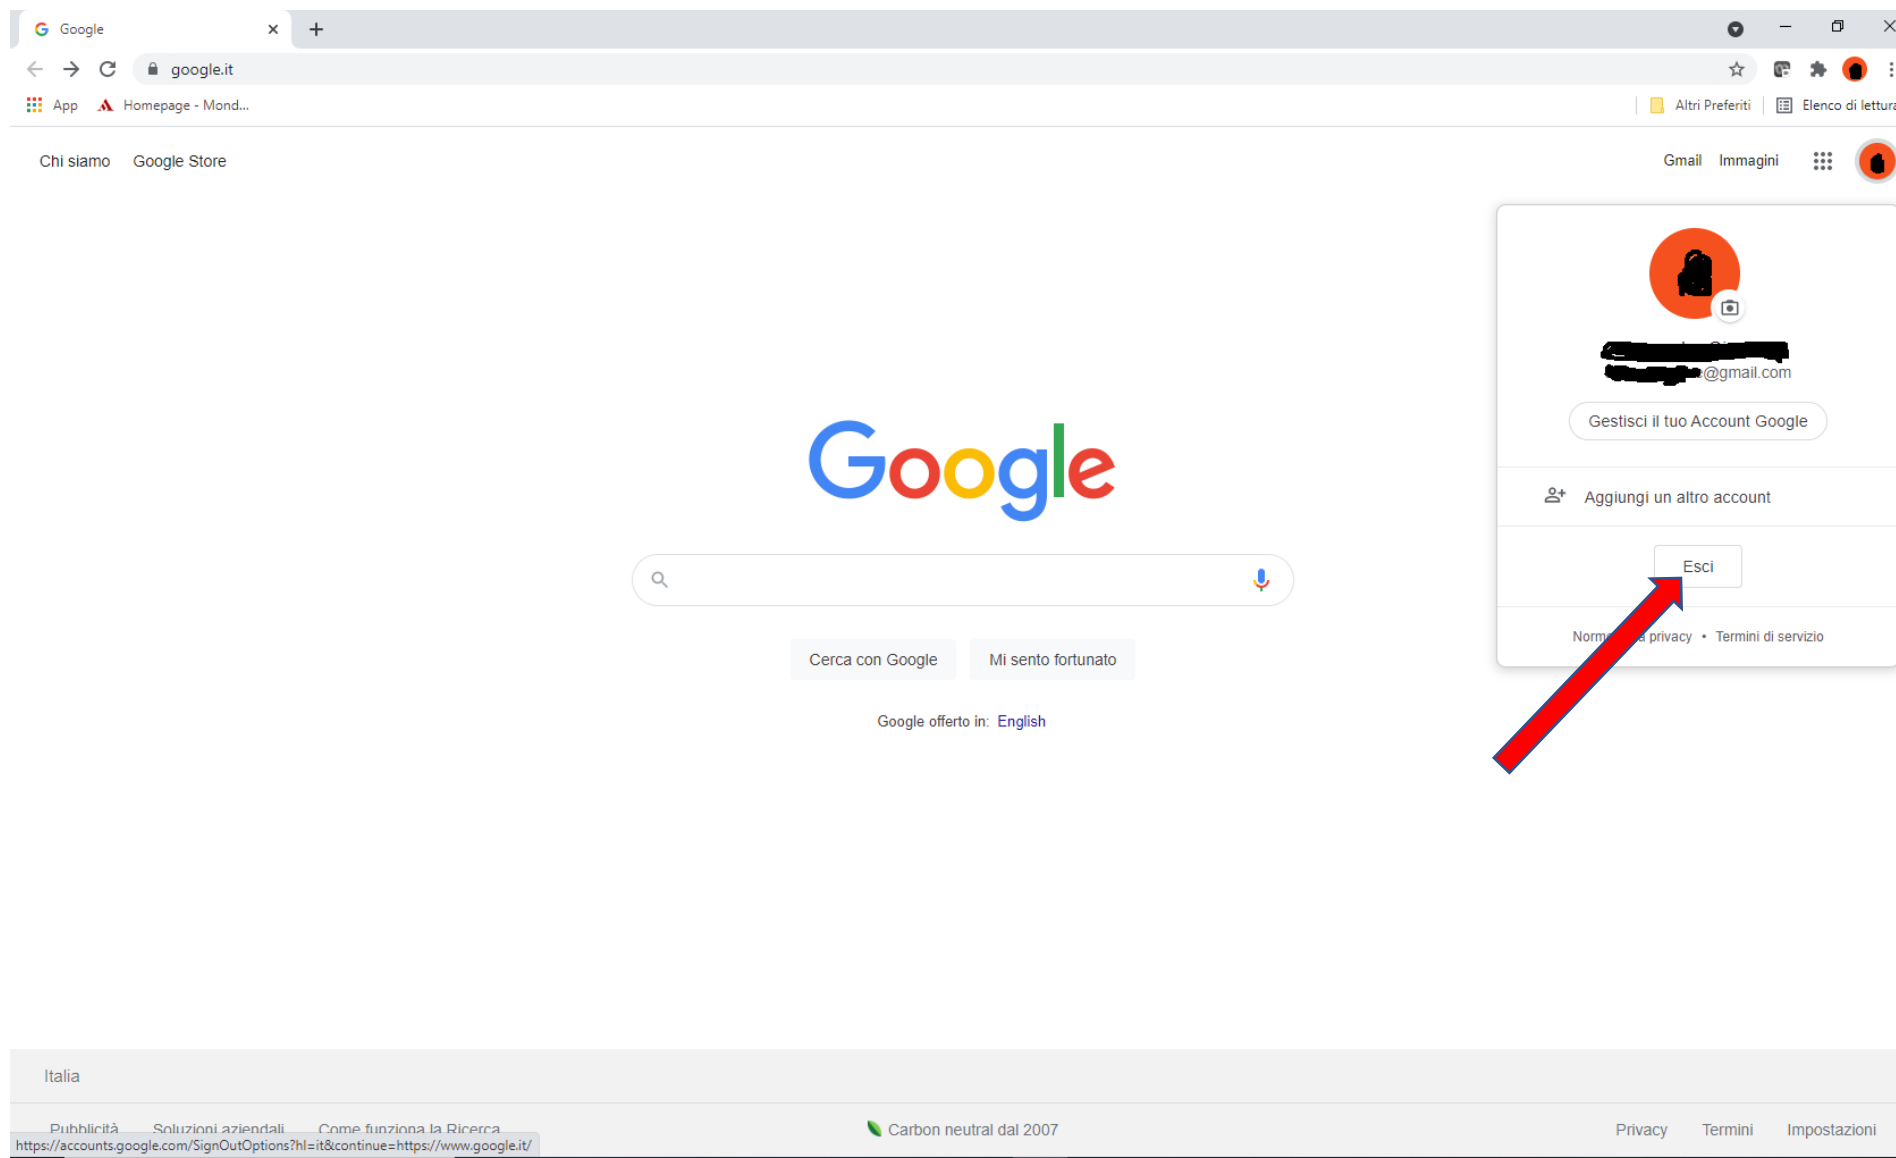 Google
google.it
App Homepage - Mond...
Altri Preferiti Elenco di lettura
Chi siamo Google Store
Gmail Immagini
@gmail.com
Gestisci il tuo Account Google
Aggiungi un altro account
Esci
privacy • Termini di servizio
Google
Cerca con Google Mi sento fortunato
Google offerto in: English
Italia
Pubblicità Soluzioni aziendali Come funziona la Ricerca
Carbon neutral dal 2007
Privacy Termini Impostazioni
https://accounts.google.com/SignOutOptions?hl=it&continue=https://www.google.it/